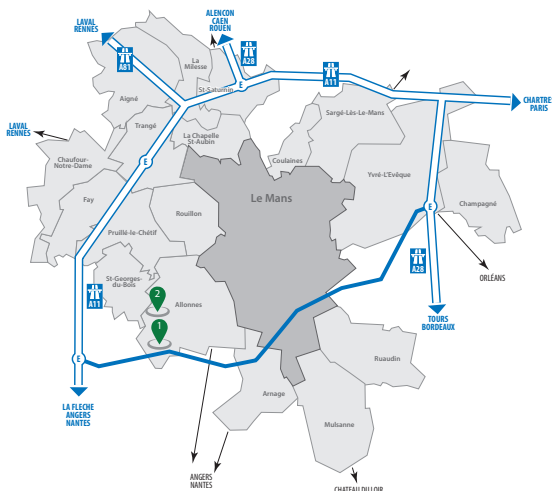 LAVAL
RENNES
ALENCON
CAEN
ROUEN
A81
A28
A11
La
Milesse
St-Saturnin
E
Aigné
Sargé-Lès-Le-Mans
CHARTRE
PARIS
LAVAL
RENNES
Trangé
La Chapelle
St-Aubin
Chaufour-
Notre-Dame
E
Coulaines
Yvré-L'Evêque
Fay
Le Mans
Rouillon
E
Champagné
Pruillé-le-Chétif
A28
ORLÉANS
St-Georges-
du-Bois
A11
2
Allonnes
1
TOURS
BORDEAUX
E
Ruaudin
Arnage
LA FLECHE
ANGERS
NANTES
Mulsanne
ANGERS
NANTES
CHATEAU DU LOIR